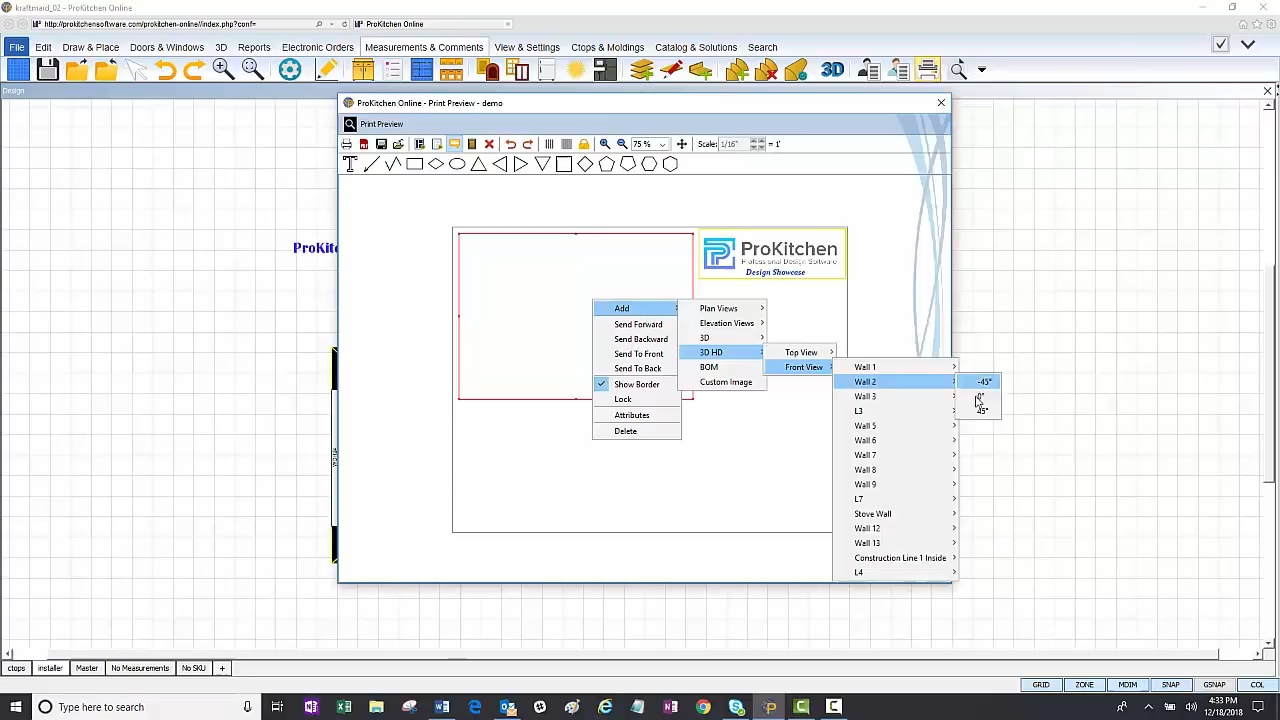 kraftmaid_02 - ProKitchen Online
http://prokitchensoftware.com/prokitchen-online//index.php?conf=
ProKitchen Online
File Edit Draw & Place Doors & Windows 3D Reports Electronic Orders Measurements & Comments View & Settings Ctops & Moldings Catalog & Solutions Search
3D
Design
ProKitchen Online - Print Preview - demo
Print Preview
75 % Scale: 1/16" = 1'
T
ProKit
ProKitchen
Professional Design Software
Design Showcase
Add
Send Forward
Send Backward
Send To Front
Send To Back
Show Border
Lock
Attributes
Delete
Plan Views
Elevation Views
3D
3D HD
BOM
Custom Image
Top View
Front View
Wall 1
Wall 2
Wall 3
L3
Wall 5
Wall 6
Wall 7
Wall 8
Wall 9
L7
Stove Wall
Wall 12
Wall 13
Construction Line 1 Inside
L4
-45°
0°
45°
ctops installer Master No Measurements No SKU +
GRID ZONE MDIM SNAP GSNAP COL
Type here to search
4:33 PM
12/18/2018